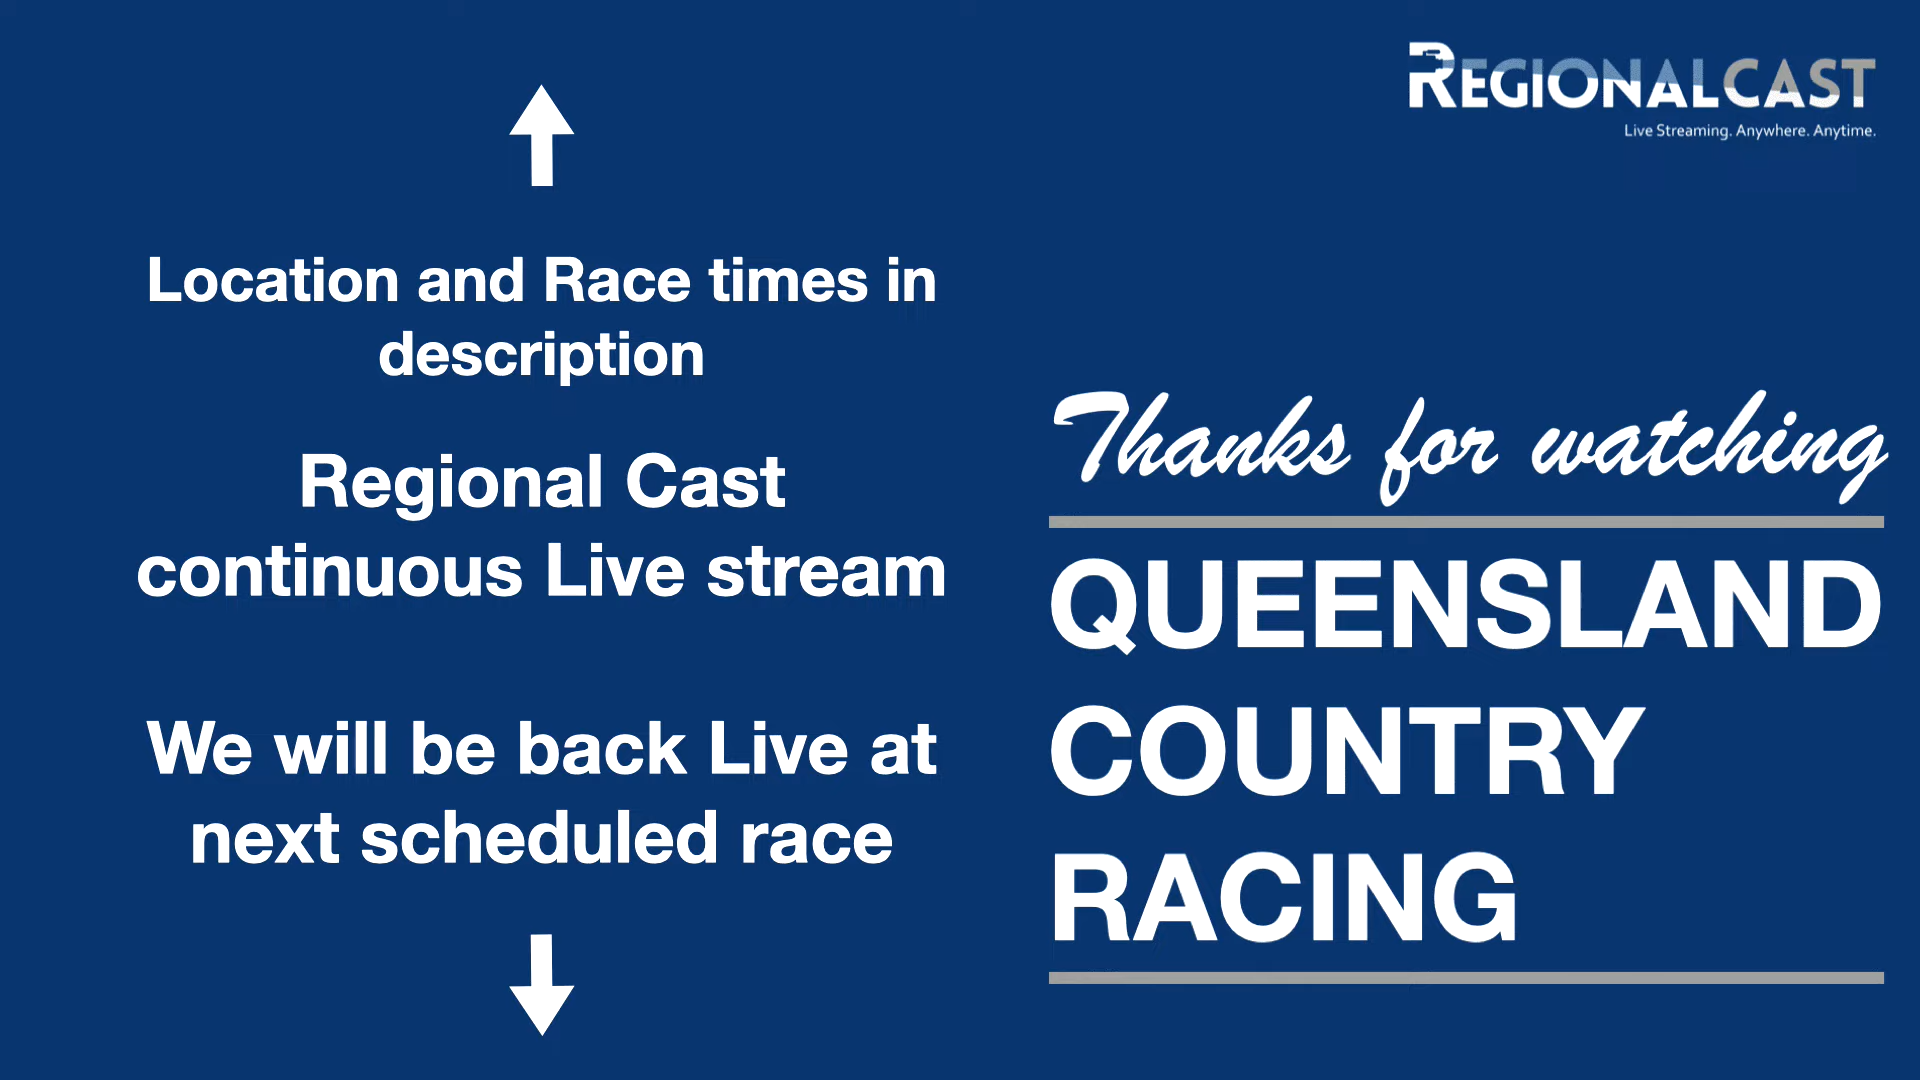 REGIONALCAST
Live Streaming. Anywhere. Anytime.
Location and Race times in
description
Regional Cast
continuous Live stream
We will be back Live at
next scheduled race
Thanks for watching
QUEENSLAND
COUNTRY
RACING